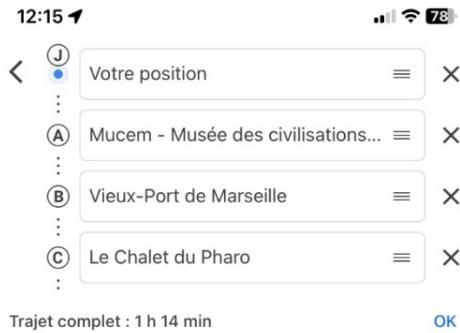 12:15
78
J
Votre position
A
Mucem - Musée des civilisations...
B
Vieux-Port de Marseille
C
Le Chalet du Pharo
Trajet complet : 1 h 14 min OK